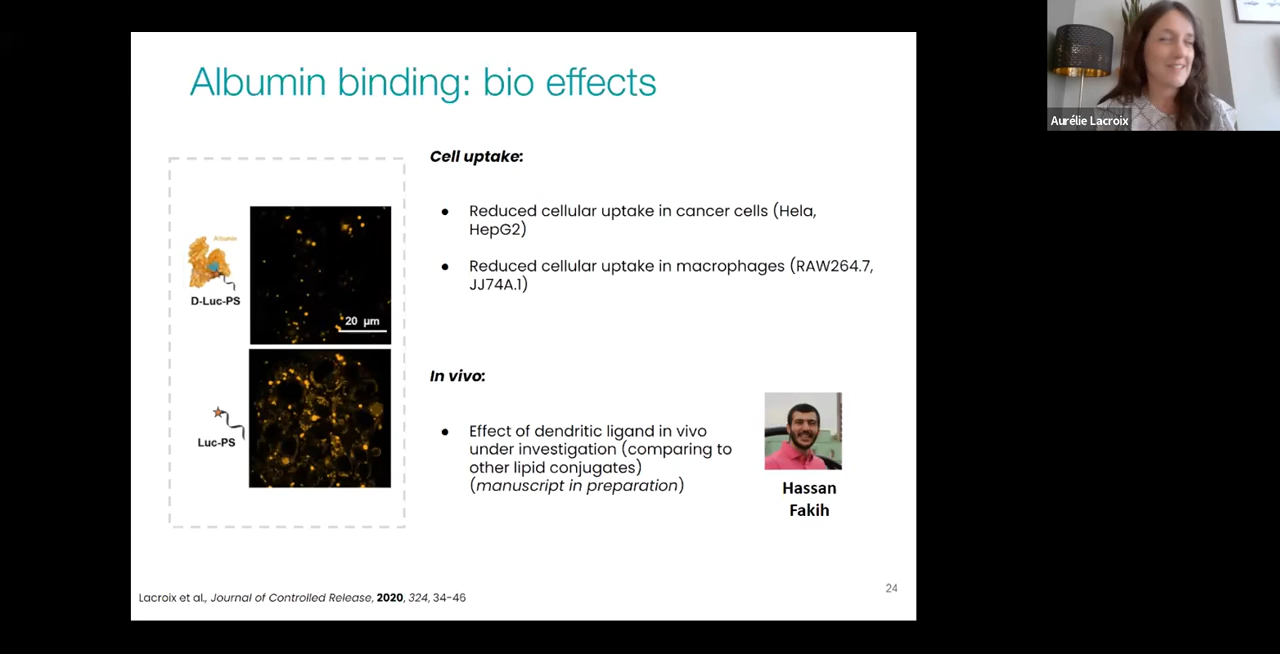 Albumin binding: bio effects
Aurélie Lacroix
Cell uptake:
● Reduced cellular uptake in cancer cells (Hela,
HepG2)
● Reduced cellular uptake in macrophages (RAW264.7,
JJ74A.1)
Albumin
D-Luc-PS
20 µm
Luc-PS
In vivo:
● Effect of dendritic ligand in vivo
under investigation (comparing to
other lipid conjugates)
(manuscript in preparation)
Hassan
Fakih
24
Lacroix et al., Journal of Controlled Release, 2020, 324, 34-46